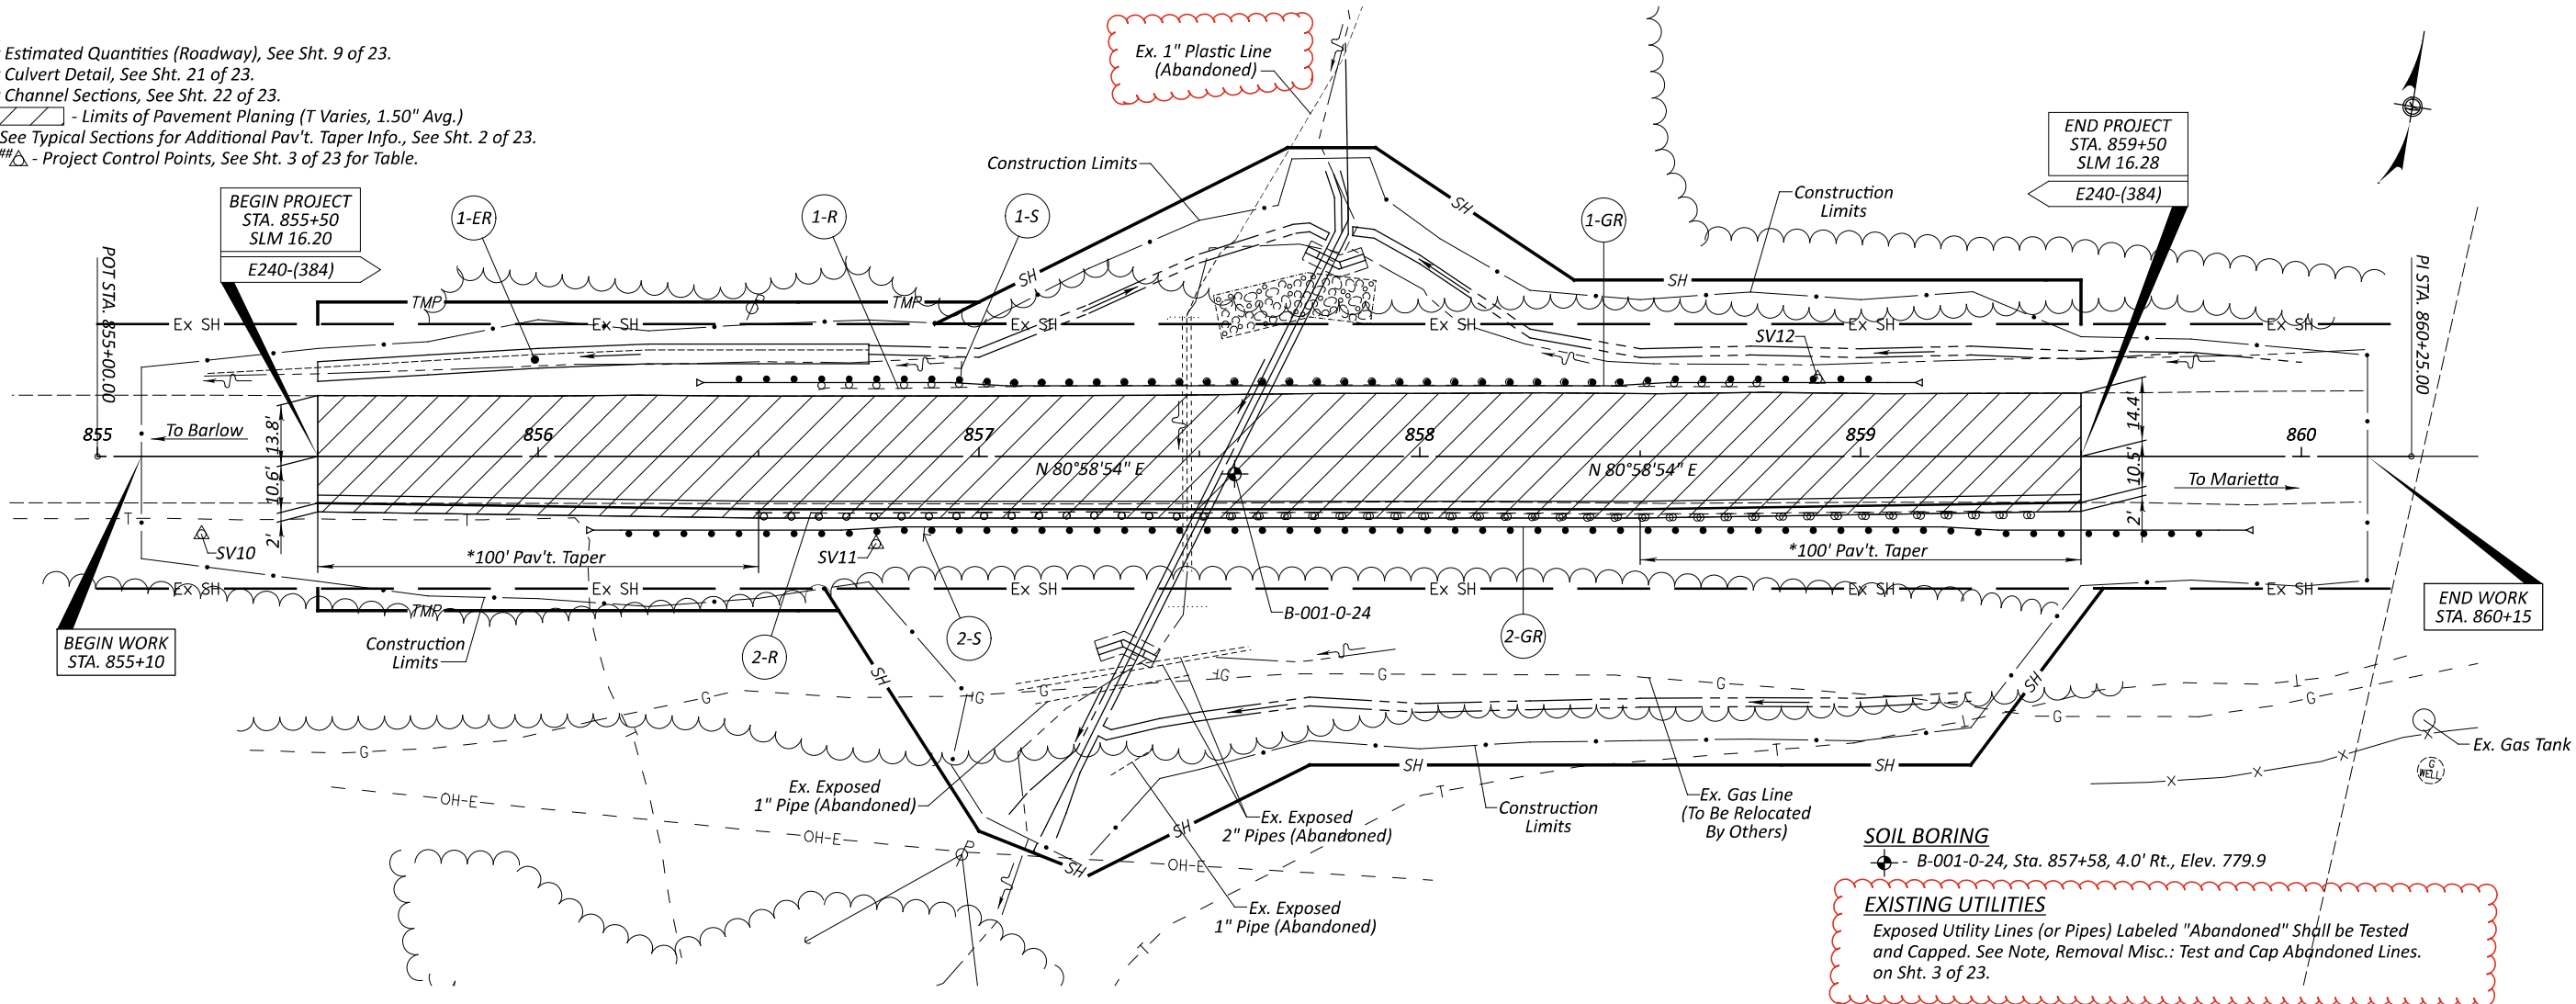 Estimated Quantities (Roadway), See Sht. 9 of 23.
Culvert Detail, See Sht. 21 of 23.
Channel Sections, See Sht. 22 of 23.
- Limits of Pavement Planing (T Varies, 1.50" Avg.)
See Typical Sections for Additional Pav't. Taper Info., See Sht. 2 of 23.
## - Project Control Points, See Sht. 3 of 23 for Table.
Ex. 1" Plastic Line
(Abandoned)
Construction Limits
BEGIN PROJECT
STA. 855+50
SLM 16.20
E240-(384)
1-ER
1-R
1-S
1-GR
Construction
Limits
END PROJECT
STA. 859+50
SLM 16.28
E240-(384)
POT STA. 855+00.00
PI STA. 860+25.00
SH
SH
SH
TMP
TMP
Ex SH
Ex SH
Ex SH
Ex SH
Ex SH
Ex SH
SV12
855
To Barlow
13.8'
10.6'
2'
856
857
858
859
860
N 80°58'54" E
N 80°58'54" E
14.4'
10.5'
2'
To Marietta
T
T
SV10
SV11
*100' Pav't. Taper
*100' Pav't. Taper
Ex SH
Ex SH
Ex SH
Ex SH
Ex SH
TMP
BEGIN WORK
STA. 855+10
Construction
Limits
2-R
2-S
B-001-0-24
2-GR
END WORK
STA. 860+15
SH
SH
G
G
G
G
G
G
G
G
G
T
T
T
T
T
SH
SH
SH
SH
OH-E
OH-E
OH-E
Ex. Exposed
1" Pipe (Abandoned)
Ex. Exposed
2" Pipes (Abandoned)
Construction
Limits
Ex. Gas Line
(To Be Relocated
By Others)
Ex. Exposed
1" Pipe (Abandoned)
Ex. Gas Tank
G
WELL
X
X
X
X
P
P
SOIL BORING
- B-001-0-24, Sta. 857+58, 4.0' Rt., Elev. 779.9
EXISTING UTILITIES
Exposed Utility Lines (or Pipes) Labeled "Abandoned" Shall be Tested
and Capped. See Note, Removal Misc.: Test and Cap Abandoned Lines.
on Sht. 3 of 23.